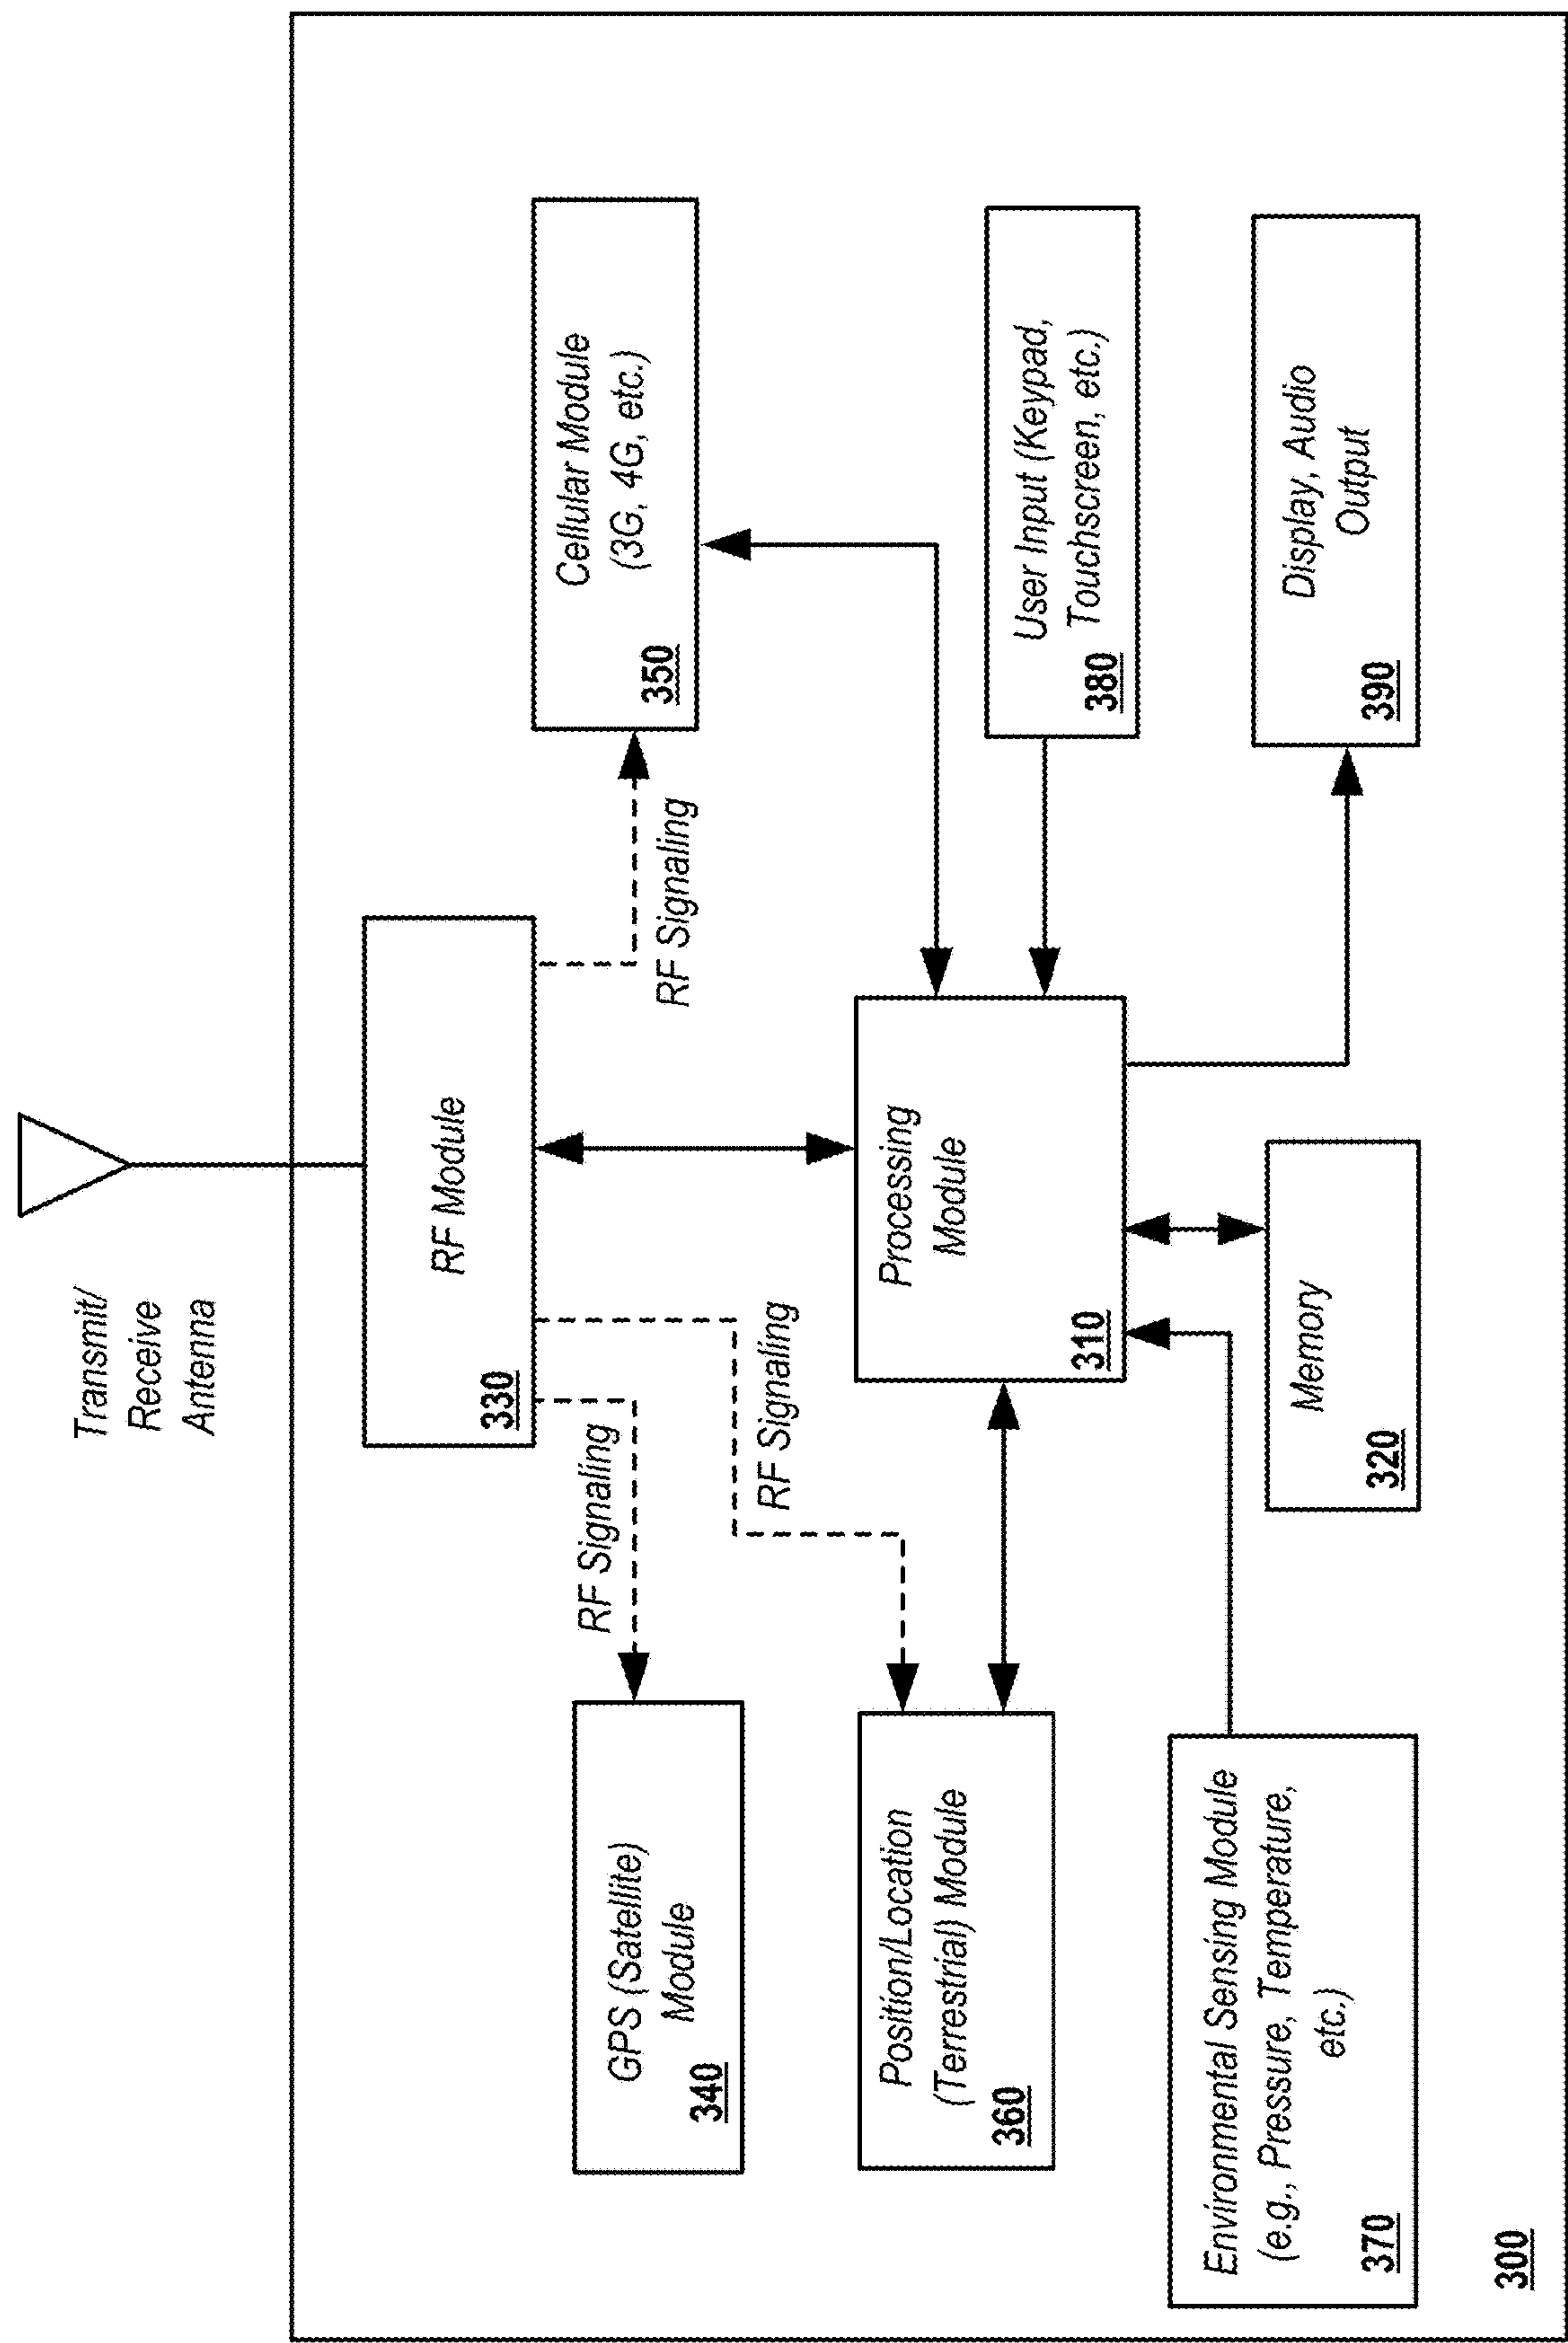 Transmit/
Receive
Antenna
RF Module
330
RF Signaling
RF Signaling
RF Signaling
GPS (Satellite)
Module
340
Cellular Module
(3G, 4G, etc.)
350
Position/Location
(Terrestrial) Module
360
Processing
Module
310
User Input (Keypad,
Touchscreen, etc.)
380
Environmental Sensing Module
(e.g., Pressure, Temperature,
etc.)
370
Memory
320
Display, Audio
Output
390
300